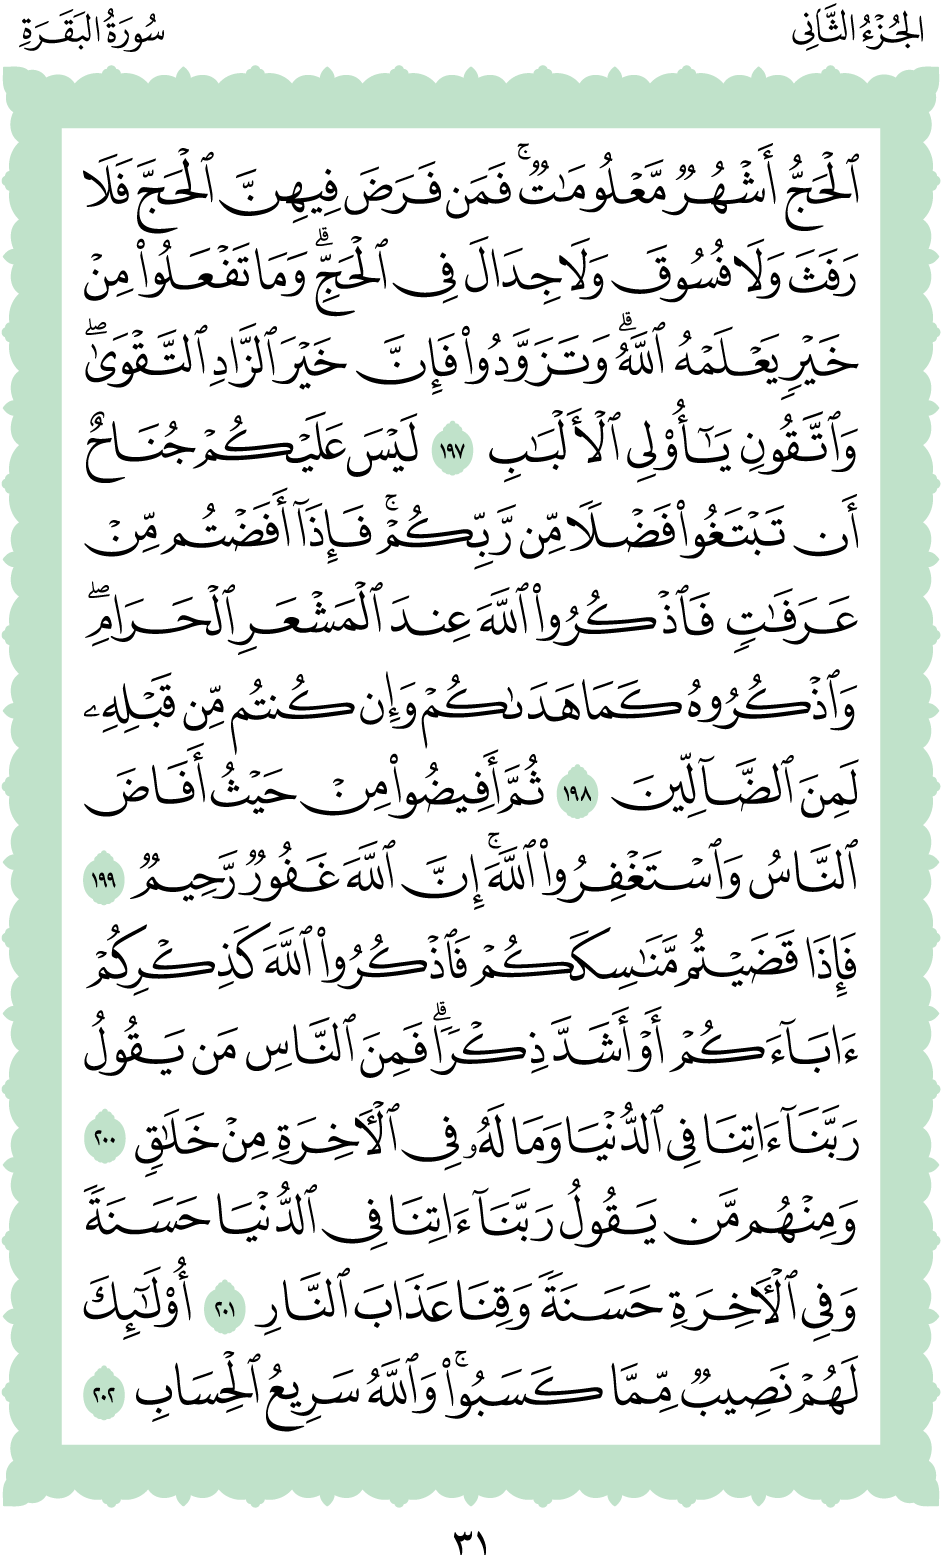 الجُزْءُ الثَّانِى
سُورَةُ البَقَرَةِ
ٱلْحَجُّ أَشْهُرٌ مَّعْلُومَٰتٌ ۚ فَمَن فَرَضَ فِيهِنَّ ٱلْحَجَّ فَلَا
رَفَثَ وَلَا فُسُوقَ وَلَا جِدَالَ فِى ٱلْحَجِّ ۗ وَمَا تَفْعَلُوا۟ مِنْ
خَيْرٍ يَعْلَمْهُ ٱللَّهُ ۗ وَتَزَوَّدُوا۟ فَإِنَّ خَيْرَ ٱلزَّادِ ٱلتَّقْوَىٰ ۖ
وَٱتَّقُونِ يَٰٓأُو۟لِى ٱلْأَلْبَٰبِ ١٩٧ لَيْسَ عَلَيْكُمْ جُنَاحٌ
أَن تَبْتَغُوا۟ فَضْلًا مِّن رَّبِّكُمْ ۚ فَإِذَآ أَفَضْتُم مِّنْ
عَرَفَٰتٍ فَٱذْكُرُوا۟ ٱللَّهَ عِندَ ٱلْمَشْعَرِ ٱلْحَرَامِ ۖ
وَٱذْكُرُوهُ كَمَا هَدَىٰكُمْ وَإِن كُنتُم مِّن قَبْلِهِۦ
لَمِنَ ٱلضَّآلِّينَ ١٩٨ ثُمَّ أَفِيضُوا۟ مِنْ حَيْثُ أَفَاضَ
ٱلنَّاسُ وَٱسْتَغْفِرُوا۟ ٱللَّهَ ۚ إِنَّ ٱللَّهَ غَفُورٌ رَّحِيمٌ ١٩٩
فَإِذَا قَضَيْتُم مَّنَٰسِكَكُمْ فَٱذْكُرُوا۟ ٱللَّهَ كَذِكْرِكُمْ
ءَابَآءَكُمْ أَوْ أَشَدَّ ذِكْرًا ۗ فَمِنَ ٱلنَّاسِ مَن يَقُولُ
رَبَّنَآ ءَاتِنَا فِى ٱلدُّنْيَا وَمَا لَهُۥ فِى ٱلْءَاخِرَةِ مِنْ خَلَٰقٍ ٢٠٠
وَمِنْهُم مَّن يَقُولُ رَبَّنَآ ءَاتِنَا فِى ٱلدُّنْيَا حَسَنَةً
وَفِى ٱلْءَاخِرَةِ حَسَنَةً وَقِنَا عَذَابَ ٱلنَّارِ ٢٠١ أُو۟لَٰٓئِكَ
لَهُمْ نَصِيبٌ مِّمَّا كَسَبُوا۟ ۚ وَٱللَّهُ سَرِيعُ ٱلْحِسَابِ ٢٠٢
٣١